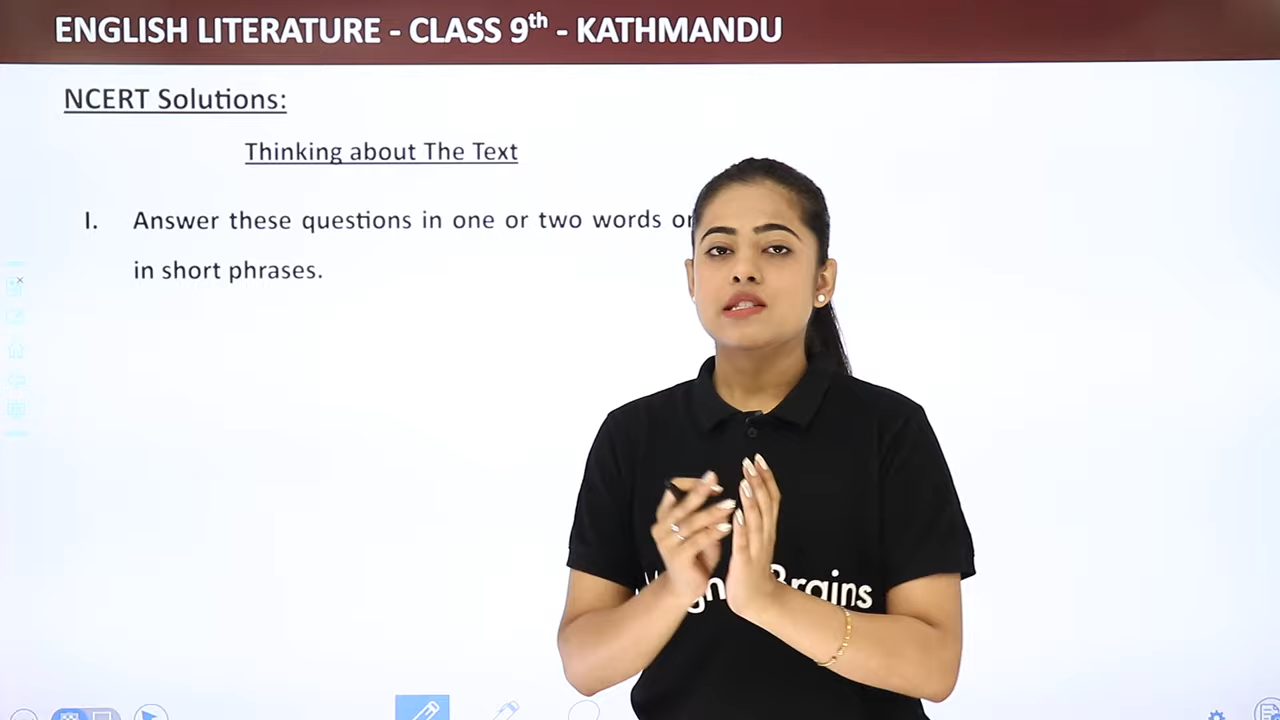 ENGLISH LITERATURE - CLASS 9th - KATHMANDU
NCERT Solutions:
Thinking about The Text
I. Answer these questions in one or two words or
in short phrases.
Brains